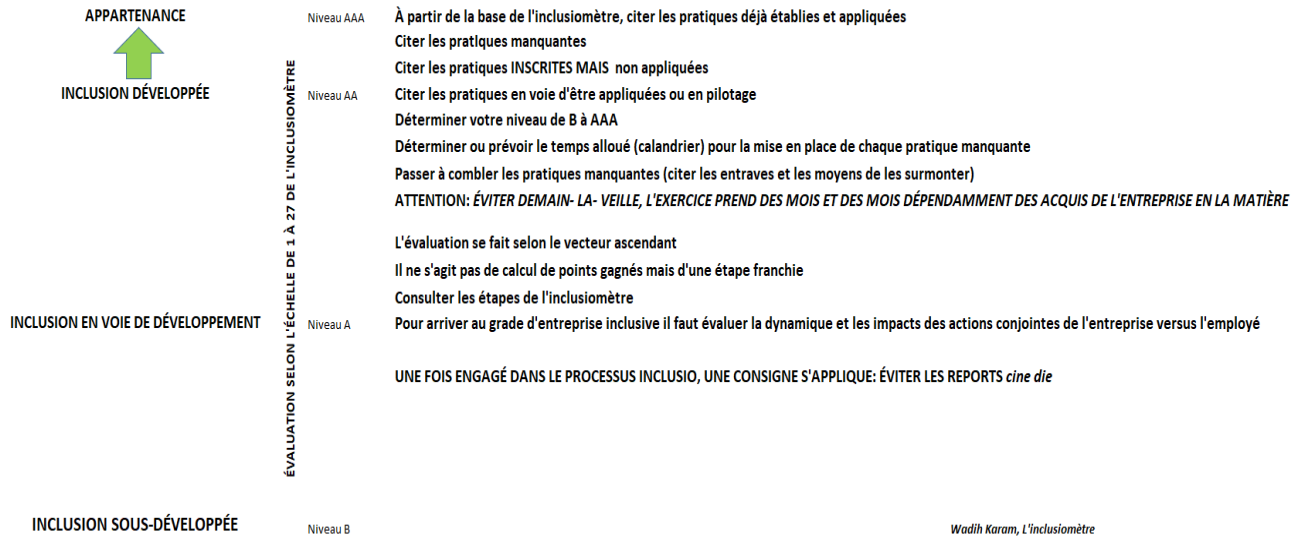 APPARTENANCE
Niveau AAA
À partir de la base de l'inclusiomètre, citer les pratiques déjà établies et appliquées
Citer les pratiques manquantes
Citer les pratiques INSCRITES MAIS non appliquées
INCLUSION DÉVELOPPÉE
Niveau AA
Citer les pratiques en voie d'être appliquées ou en pilotage
Déterminer votre niveau de B à AAA
Déterminer ou prévoir le temps alloué (calandrier) pour la mise en place de chaque pratique manquante
Passer à combler les pratiques manquantes (citer les entraves et les moyens de les surmonter)
ATTENTION: ÉVITER DEMAIN- LA- VEILLE, L'EXERCICE PREND DES MOIS ET DES MOIS DÉPENDAMMENT DES ACQUIS DE L'ENTREPRISE EN LA MATIÈRE
L'évaluation se fait selon le vecteur ascendant
Il ne s'agit pas de calcul de points gagnés mais d'une étape franchie
Consulter les étapes de l'inclusiomètre
INCLUSION EN VOIE DE DÉVELOPPEMENT
Niveau A
Pour arriver au grade d'entreprise inclusive il faut évaluer la dynamique et les impacts des actions conjointes de l'entreprise versus l'employé
UNE FOIS ENGAGÉ DANS LE PROCESSUS INCLUSIO, UNE CONSIGNE S'APPLIQUE: ÉVITER LES REPORTS cine die
ÉVALUATION SELON L'ÉCHELLE DE 1 À 27 DE L'INCLUSIOMÈTRE
INCLUSION SOUS-DÉVELOPPÉE
Niveau B
Wadih Karam, L'inclusiomètre